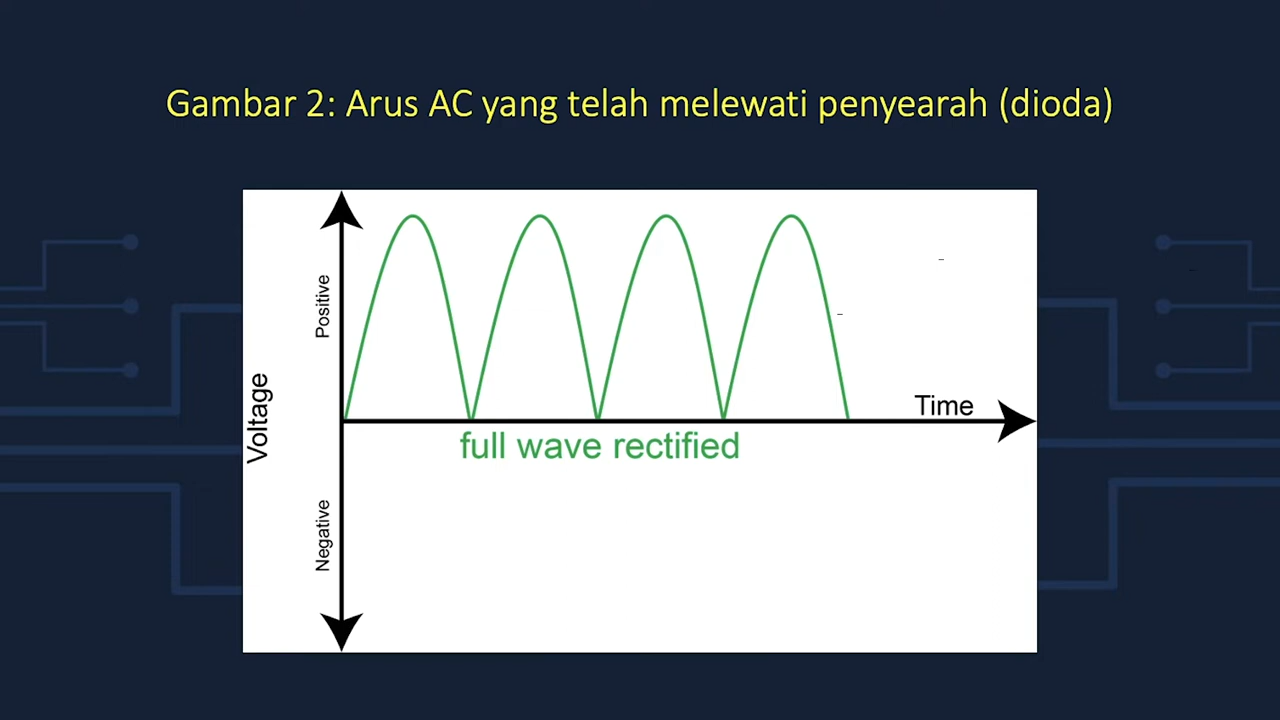 Gambar 2: Arus AC yang telah melewati penyearah (dioda)
Positive
Voltage
Time
full wave rectified
Negative